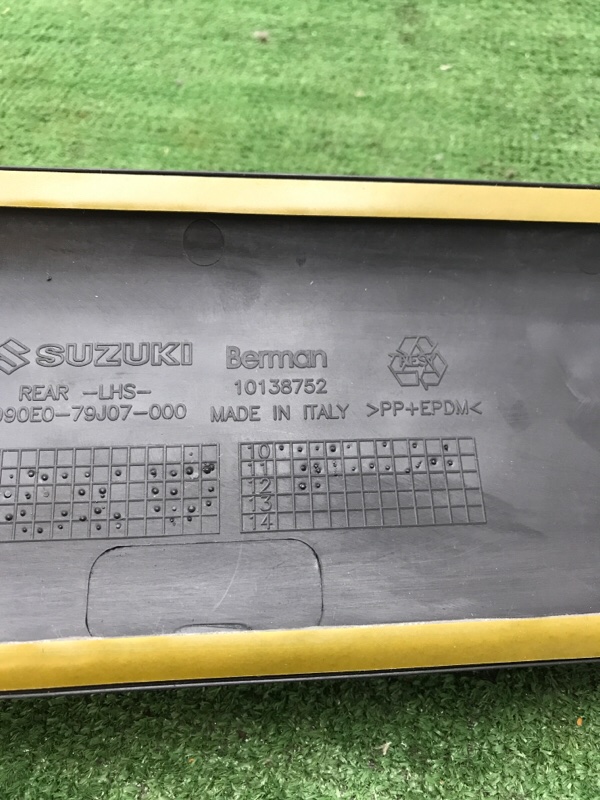 SUZUKI Berman
REAR -LHS- 10138752
990E0-79J07-000 MADE IN ITALY >PP+EPDM<
10
11
12
13
14